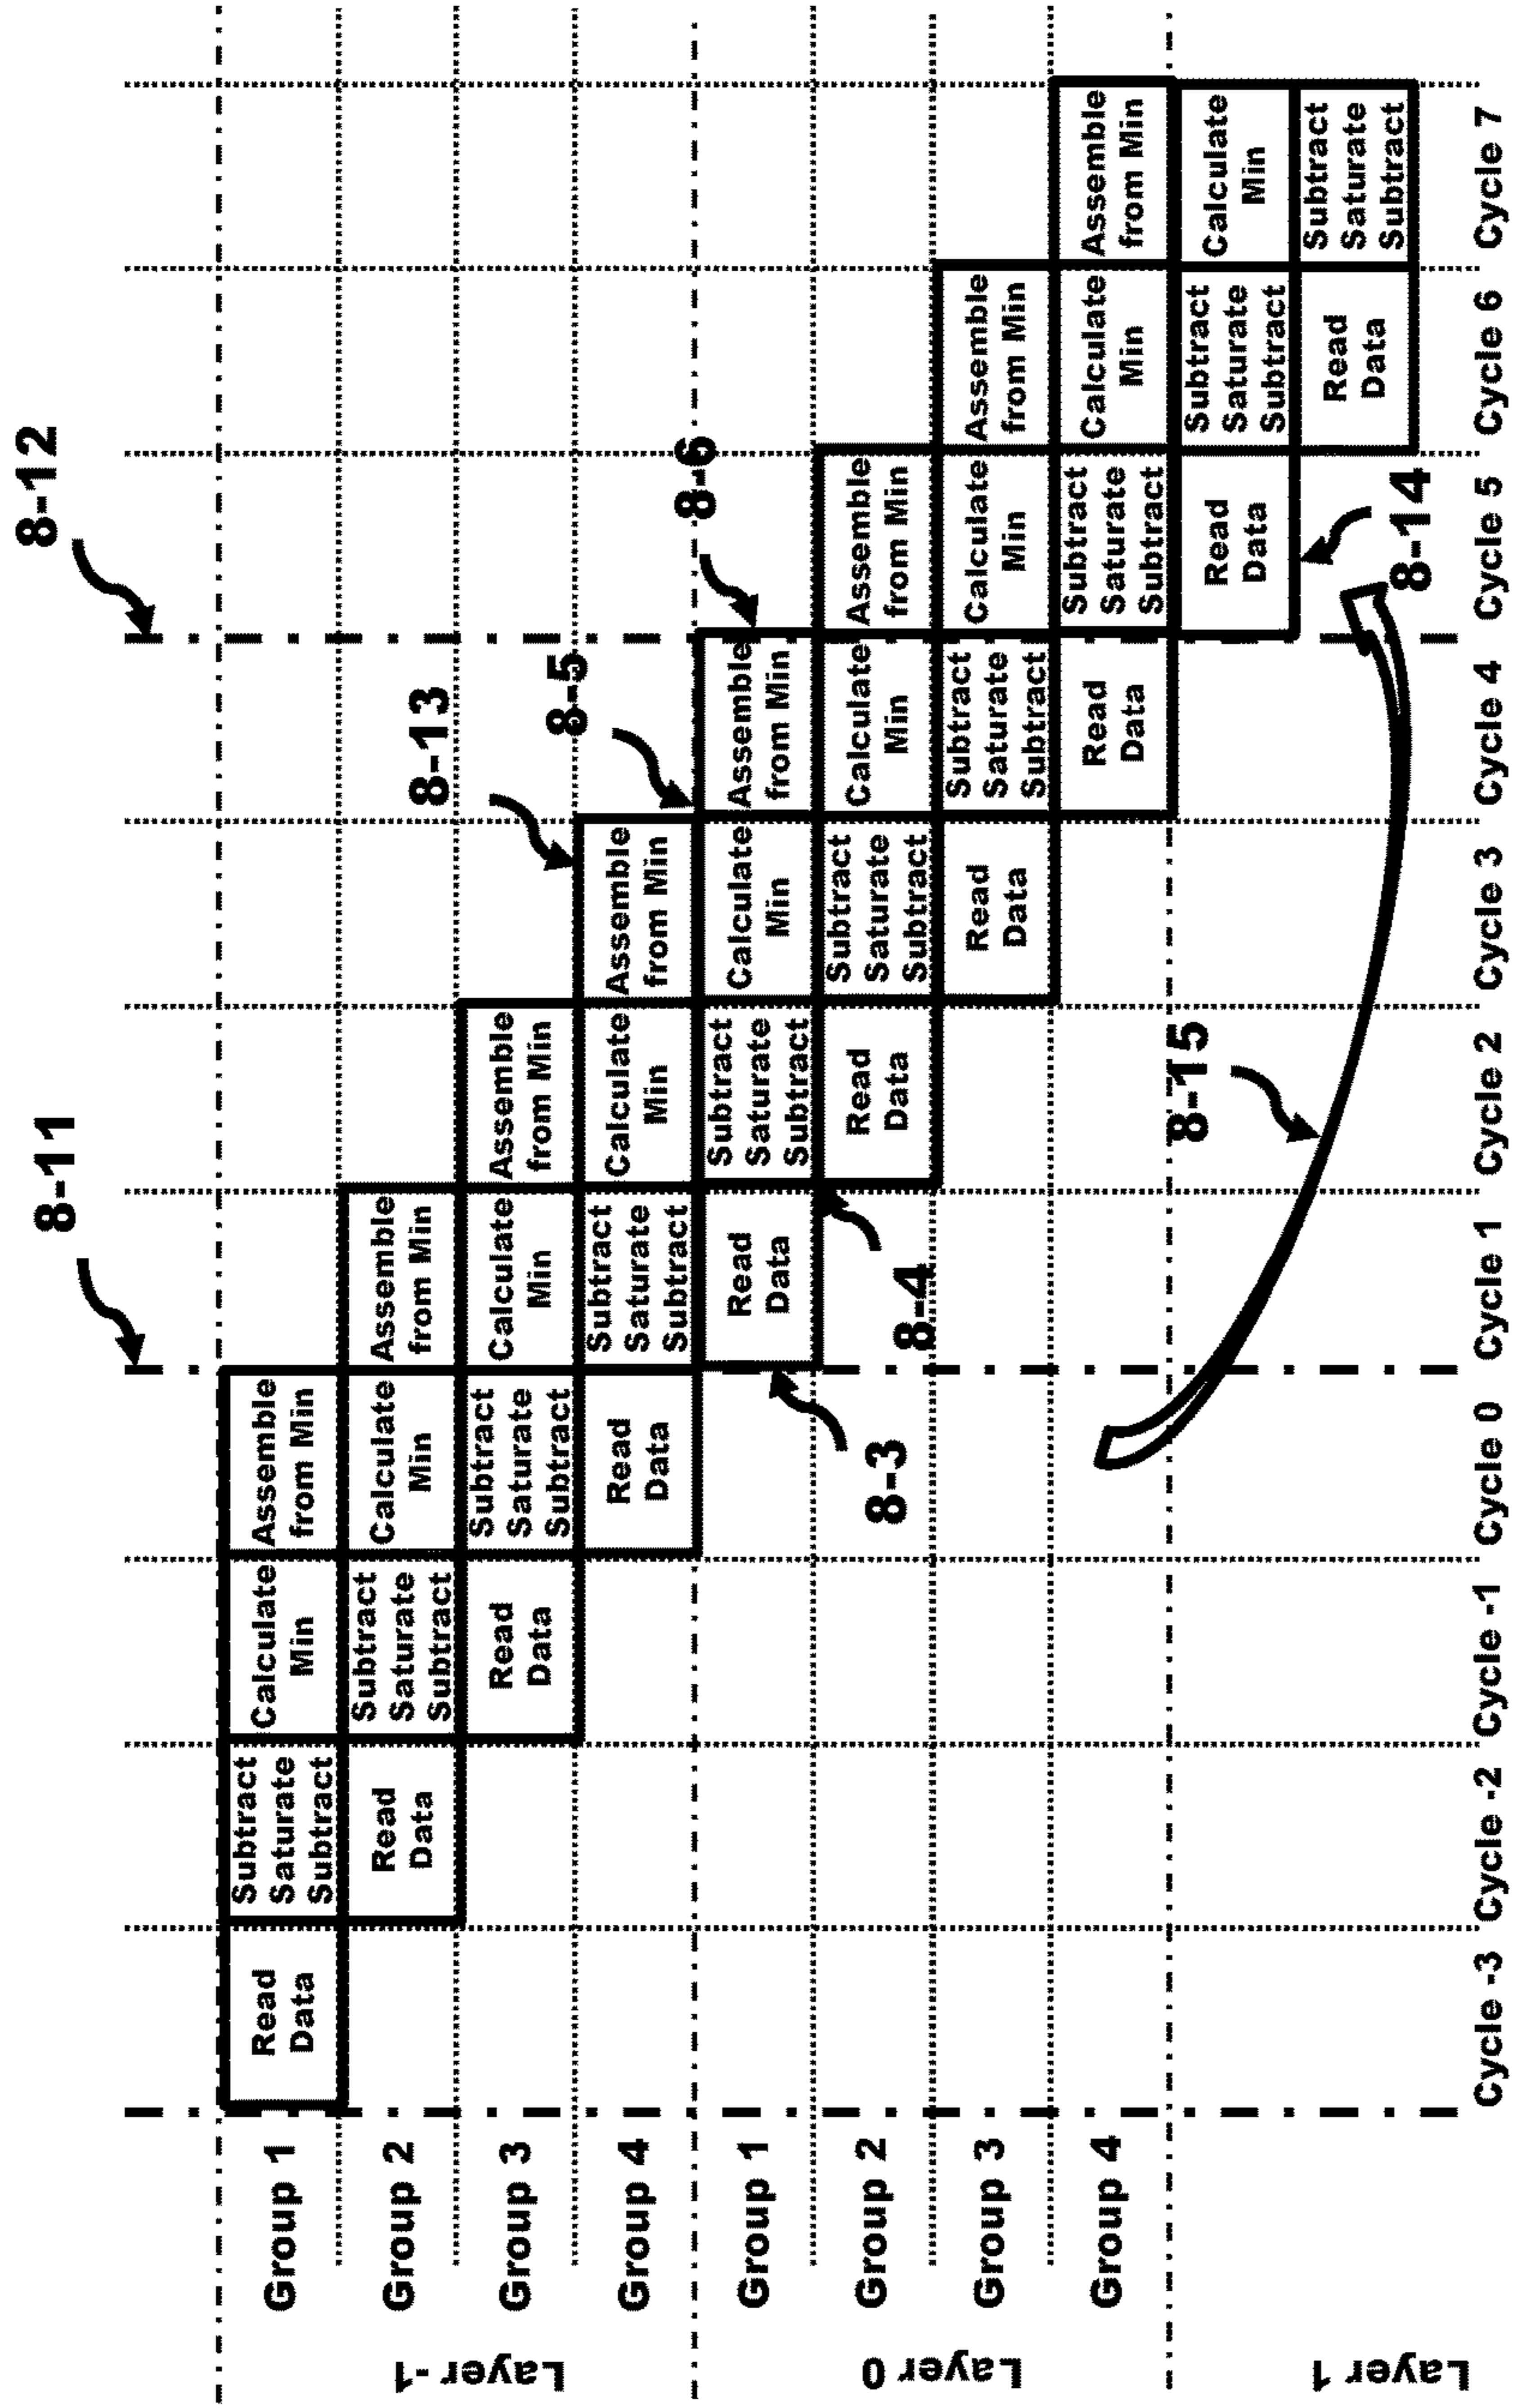 8-11
8-12
Layer -1
Group 1
Read
Data
Subtract
Saturate
Subtract
Calculate
Min
Assemble
from Min
Group 2
Read
Data
Subtract
Saturate
Subtract
Calculate
Min
Assemble
from Min
8-13
Group 3
Read
Data
Subtract
Saturate
Subtract
Calculate
Min
Assemble
from Min
8-5
Group 4
Read
Data
Subtract
Saturate
Subtract
Calculate
Min
Assemble
from Min
8-6
Layer 0
Group 1
Read
Data
Subtract
Saturate
Subtract
Calculate
Min
Assemble
from Min
8-3
8-4
Group 2
Read
Data
Subtract
Saturate
Subtract
Calculate
Min
Assemble
from Min
Group 3
Read
Data
Subtract
Saturate
Subtract
Calculate
Min
Assemble
from Min
Group 4
Read
Data
Subtract
Saturate
Subtract
Calculate
Min
Assemble
from Min
8-15
Layer 1
Read
Data
Subtract
Saturate
Subtract
Calculate
Min
Read
Data
Subtract
Saturate
Subtract
8-14
Cycle -3
Cycle -2
Cycle -1
Cycle 0
Cycle 1
Cycle 2
Cycle 3
Cycle 4
Cycle 5
Cycle 6
Cycle 7